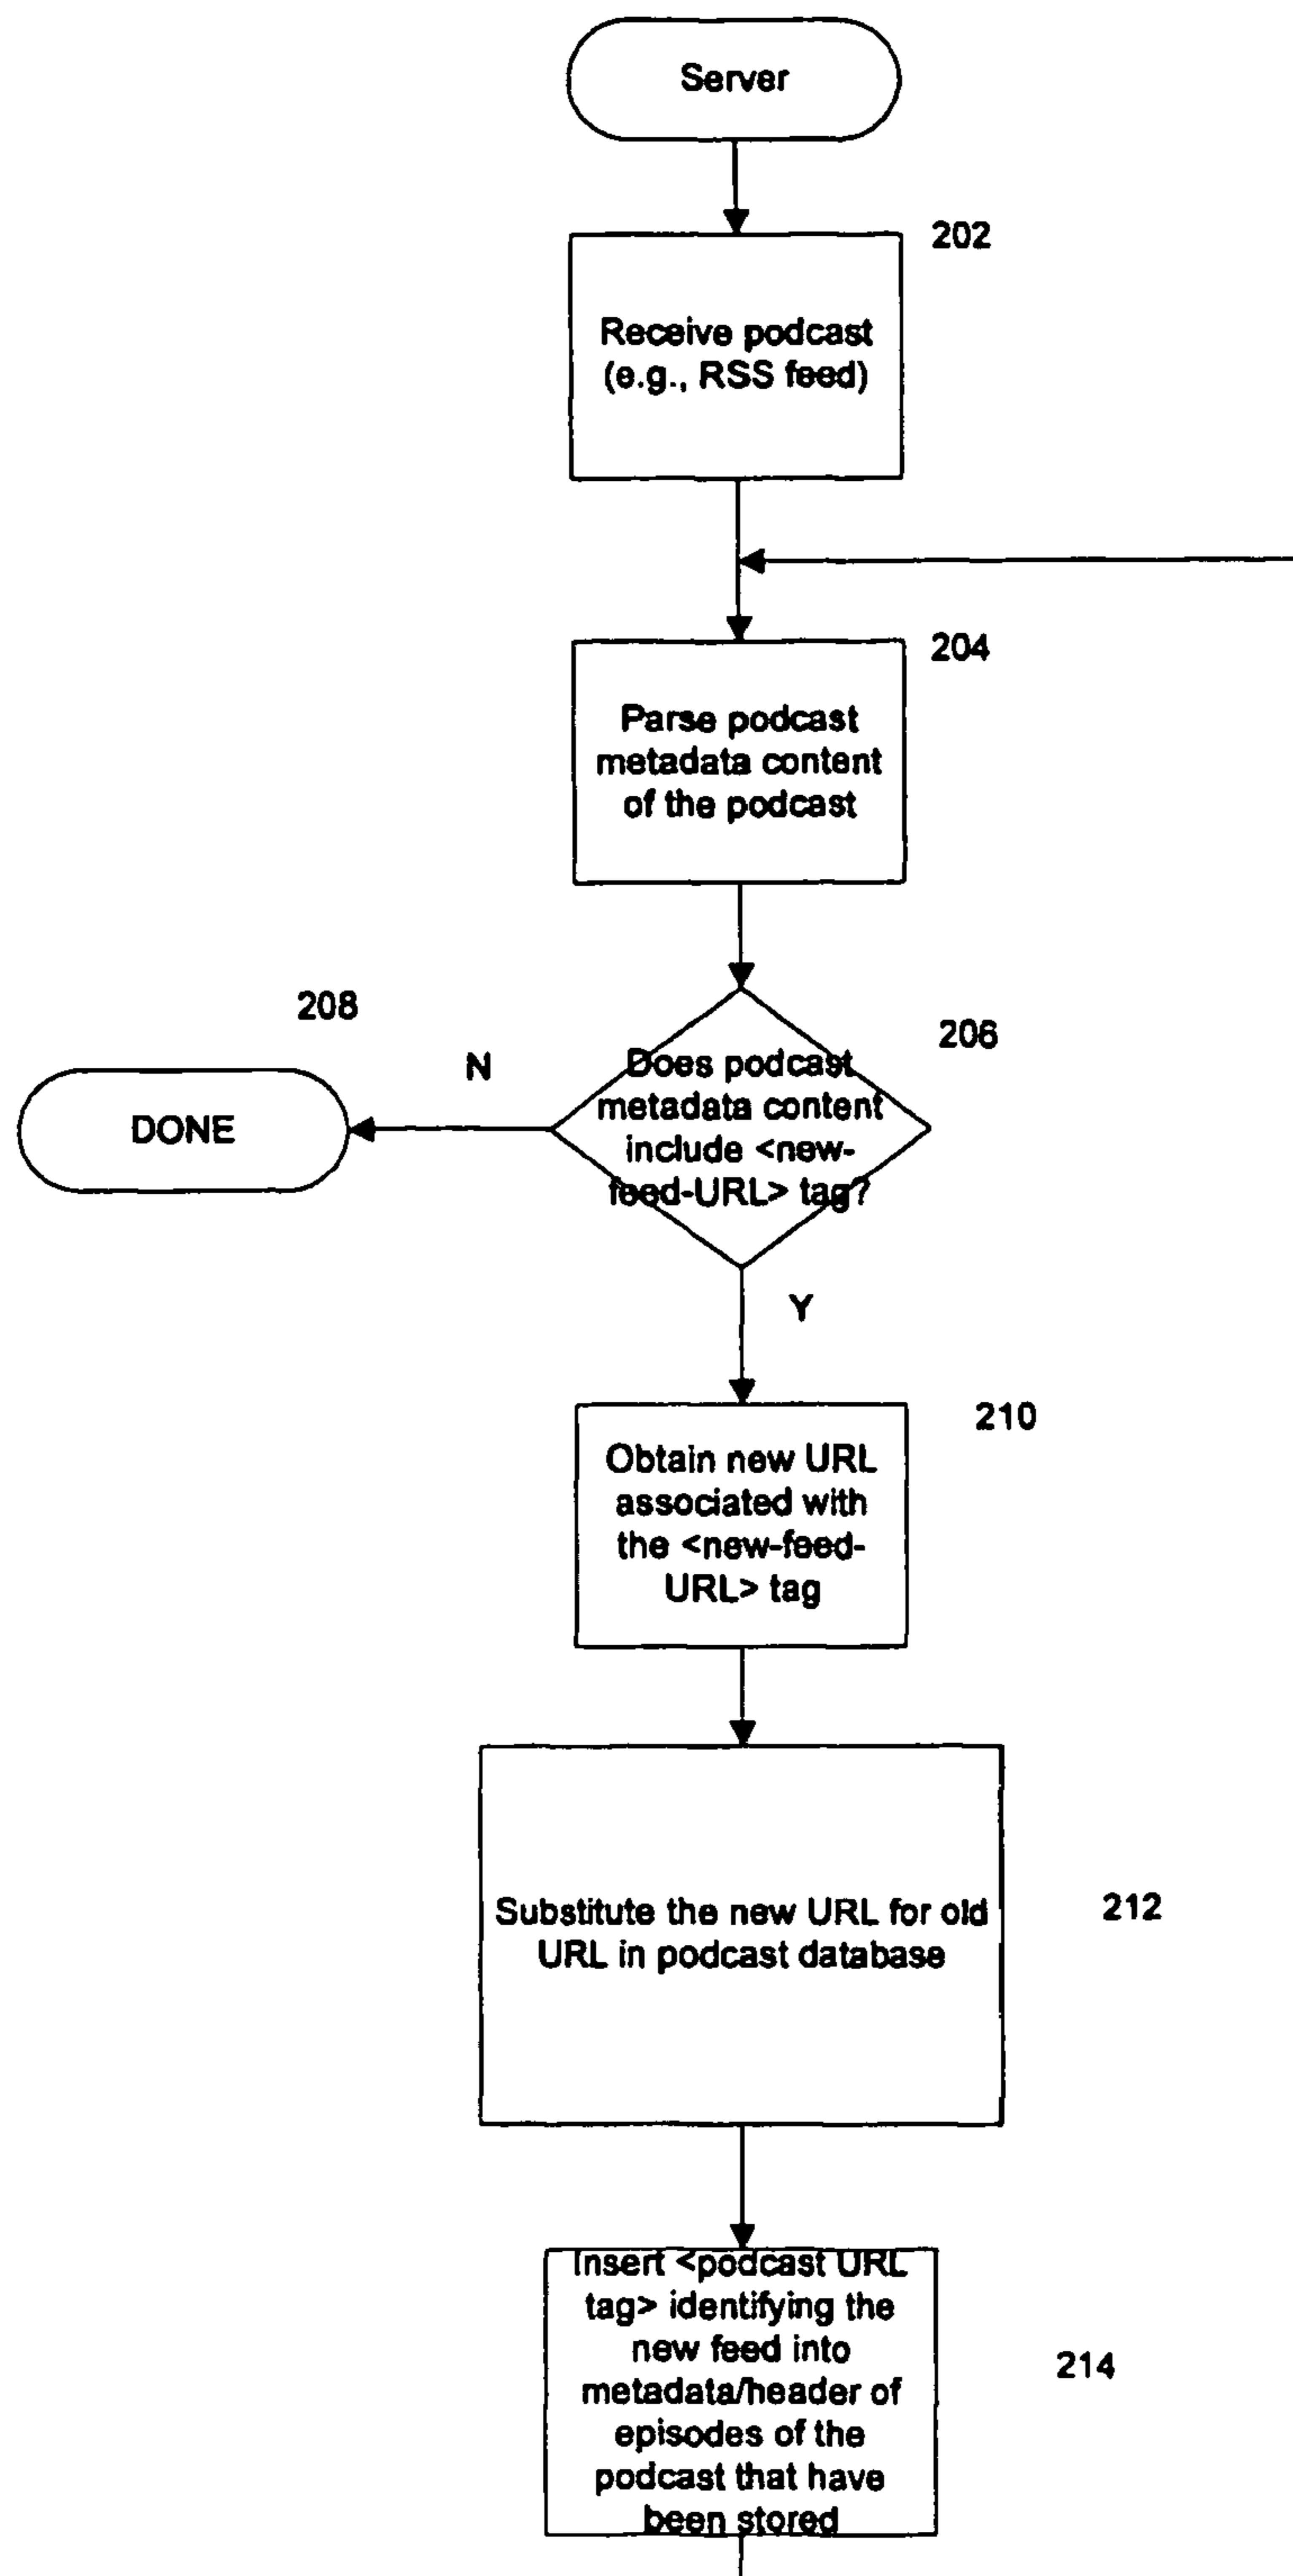 Server
202
Receive podcast
(e.g., RSS feed)
204
Parse podcast
metadata content
of the podcast
208
206
N
Does podcast
metadata content
include <new-
feed-URL> tag?
DONE
Y
210
Obtain new URL
associated with
the <new-feed-
URL> tag
212
Substitute the new URL for old
URL in podcast database
Insert <podcast URL
tag> identifying the
new feed into
metadata/header of
episodes of the
podcast that have
been stored
214